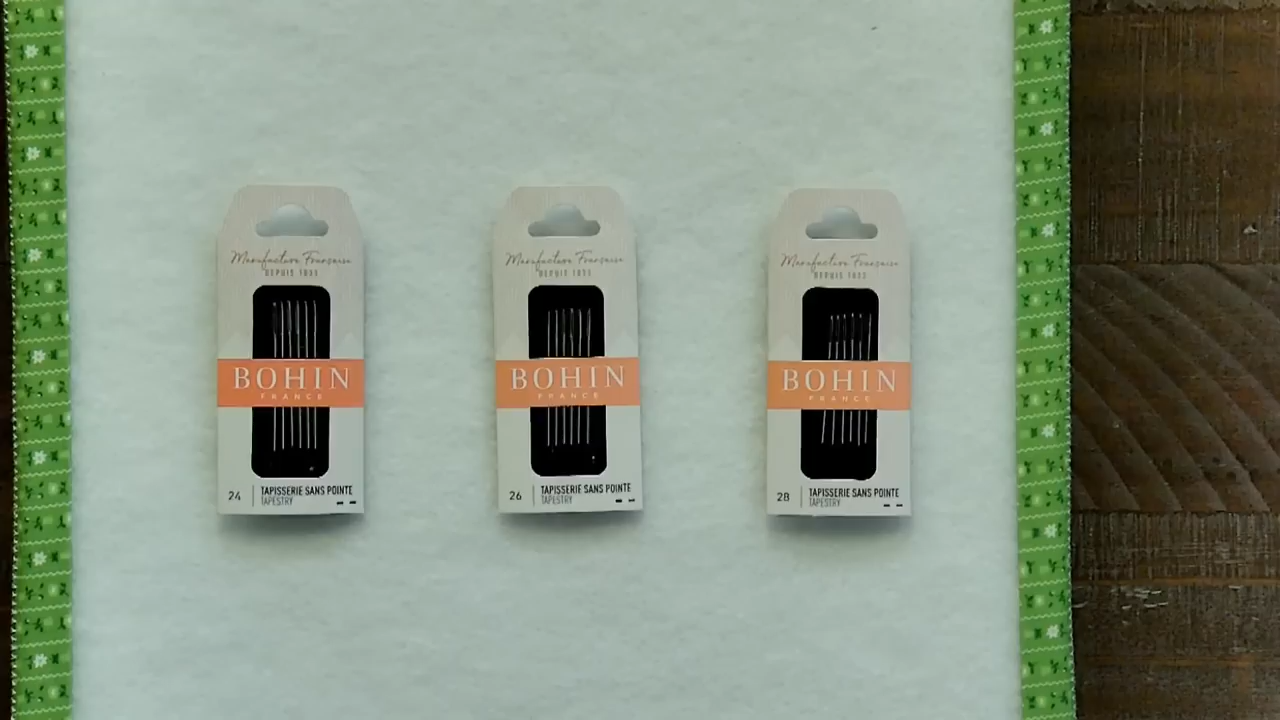 Manufacture Française
DEPUIS 1833
BOHIN
FRANCE
24
TAPISSERIE SANS POINTE
TAPESTRY
Manufacture Française
DEPUIS 1833
BOHIN
FRANCE
26
TAPISSERIE SANS POINTE
TAPESTRY
Manufacture Française
DEPUIS 1833
BOHIN
FRANCE
28
TAPISSERIE SANS POINTE
TAPESTRY